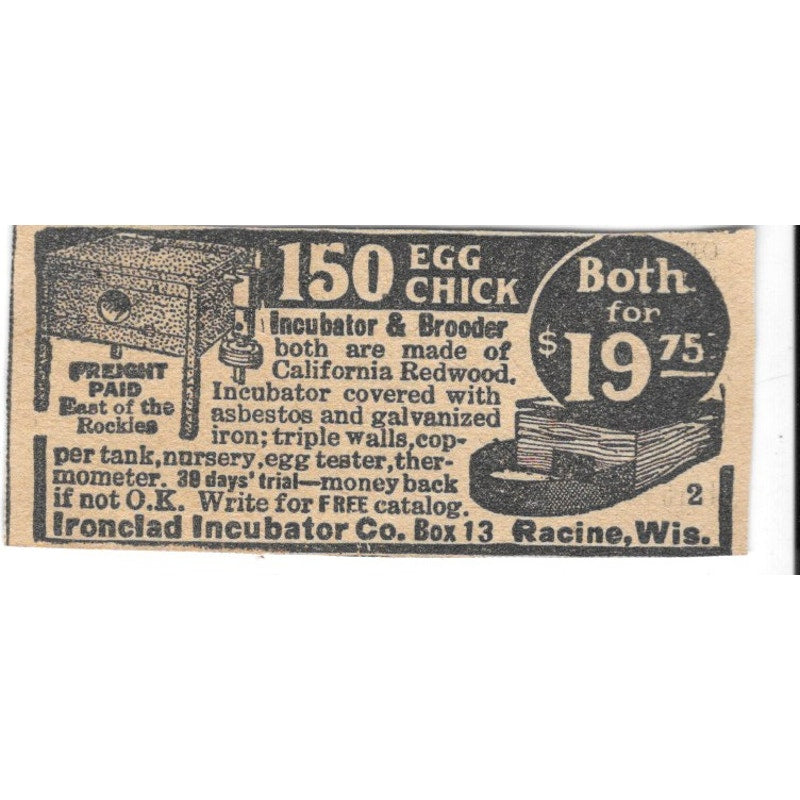 150 EGG
CHICK
Incubator & Brooder
both are made of
California Redwood.
Incubator covered with
asbestos and galvanized
iron; triple walls, cop-
per tank, nursery, egg tester, ther-
mometer. 30 days' trial—money back
if not O.K. Write for FREE catalog.
FREIGHT
PAID
East of the
Rockies
Both
for
$19 75
2
Ironclad Incubator Co. Box 13 Racine, Wis.